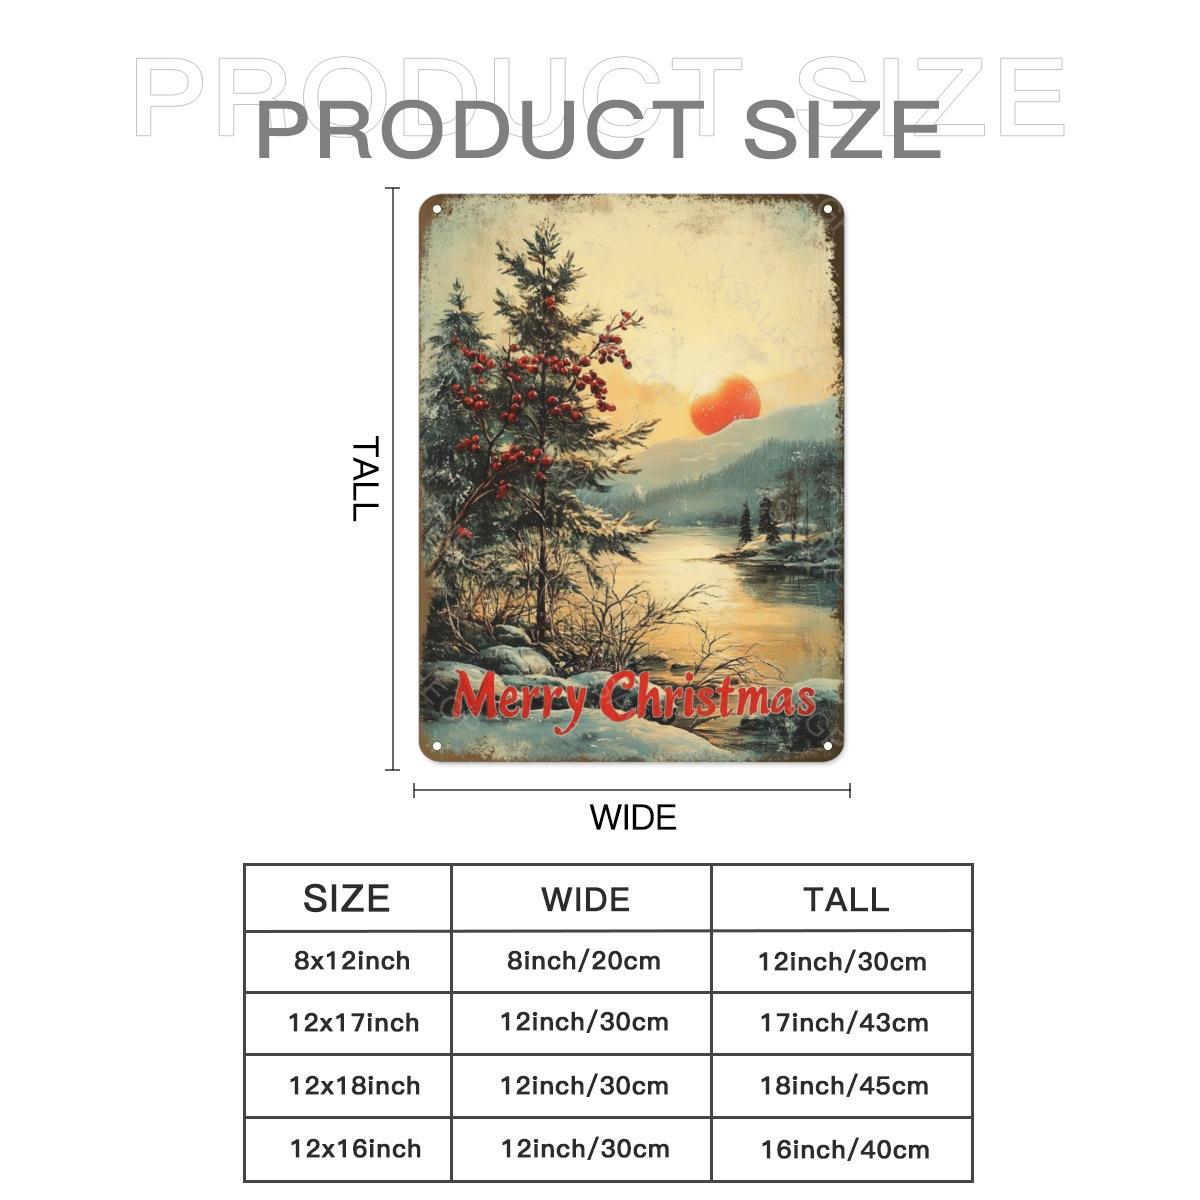 PRODUCT SIZE
PRODUCT SIZE
TALL
YSAUEGP
Merry Christmas
WIDE
SIZE WIDE TALL
8x12inch 8inch/20cm 12inch/30cm
12x17inch 12inch/30cm 17inch/43cm
12x18inch 12inch/30cm 18inch/45cm
12x16inch 12inch/30cm 16inch/40cm